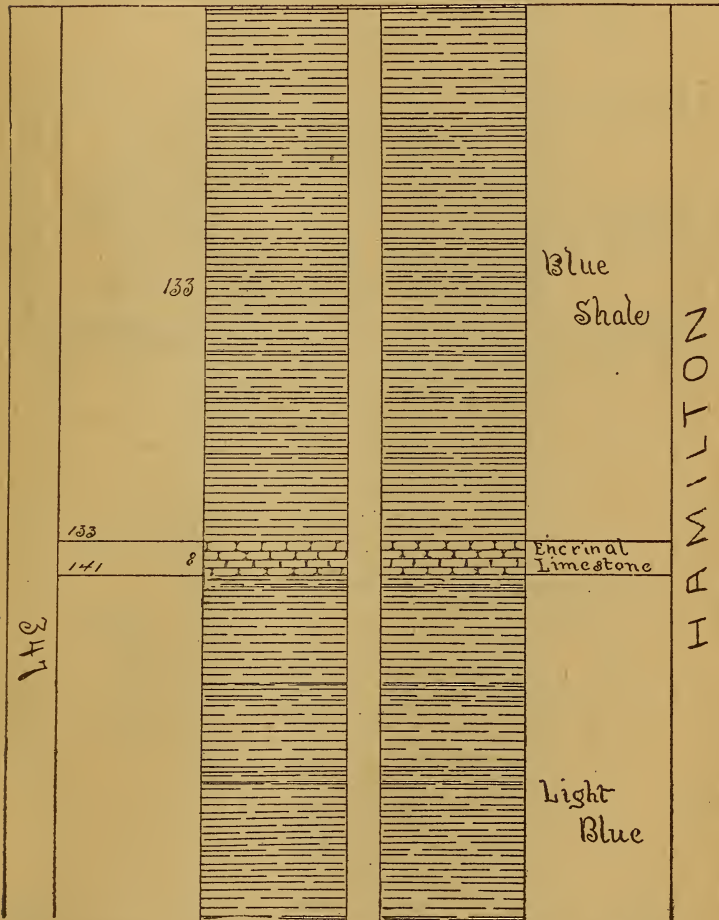 133
Blue
Shale
HAMILTON
133
8
141
Encrinal
Limestone
347
Light
Blue